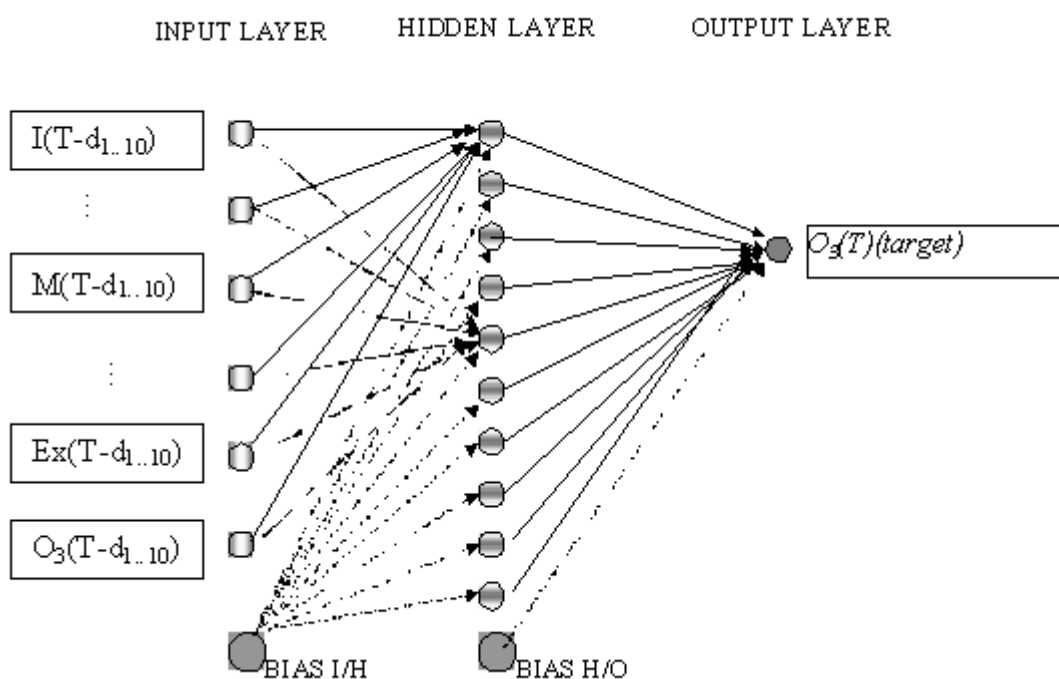 INPUT LAYER HIDDEN LAYER OUTPUT LAYER
I(T-d1..10)
⋮
M(T-d1..10)
⋮
Ex(T-d1..10)
O3(T-d1..10)
O3(T)(target)
BIAS I/H BIAS H/O